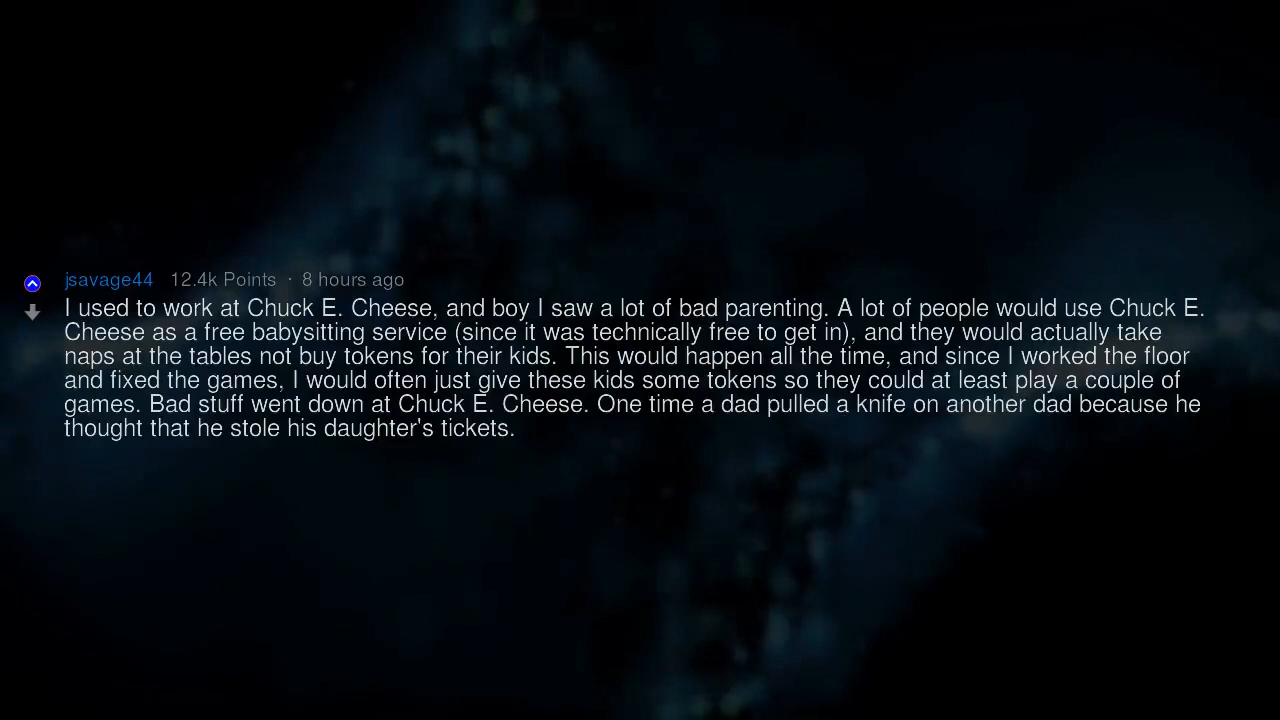 jsavage44 12.4k Points · 8 hours ago
I used to work at Chuck E. Cheese, and boy I saw a lot of bad parenting. A lot of people would use Chuck E.
Cheese as a free babysitting service (since it was technically free to get in), and they would actually take
naps at the tables not buy tokens for their kids. This would happen all the time, and since I worked the floor
and fixed the games, I would often just give these kids some tokens so they could at least play a couple of
games. Bad stuff went down at Chuck E. Cheese. One time a dad pulled a knife on another dad because he
thought that he stole his daughter's tickets.